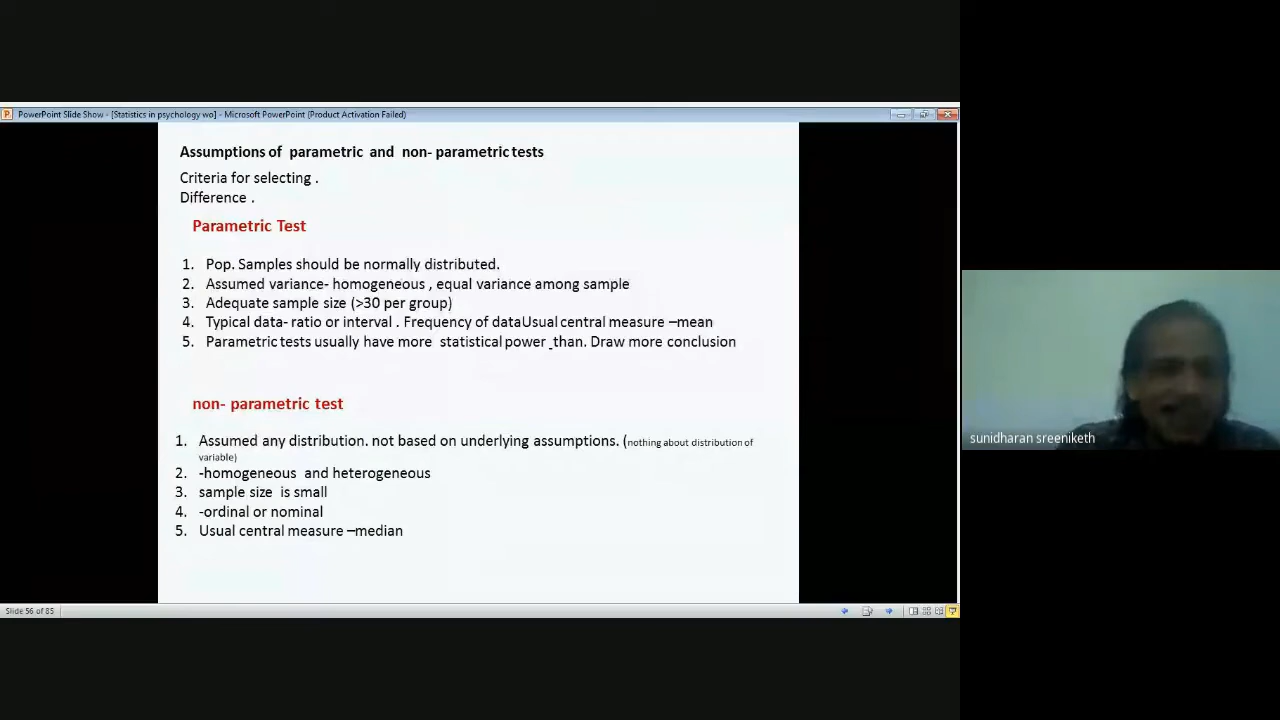 PowerPoint Slide Show - [Statistics in psychology wo] - Microsoft PowerPoint (Product Activation Failed)
Assumptions of parametric and non- parametric tests
Criteria for selecting .
Difference .
Parametric Test
1. Pop. Samples should be normally distributed.
2. Assumed variance- homogeneous , equal variance among sample
3. Adequate sample size (>30 per group)
4. Typical data- ratio or interval . Frequency of dataUsual central measure –mean
5. Parametric tests usually have more statistical power _than. Draw more conclusion
non- parametric test
1. Assumed any distribution. not based on underlying assumptions. (nothing about distribution of
variable)
2. -homogeneous and heterogeneous
3. sample size is small
4. -ordinal or nominal
5. Usual central measure –median
Slide 56 of 85
sunidharan sreeniketh